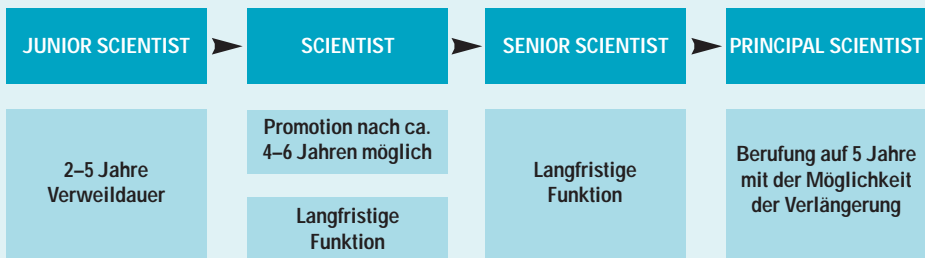 JUNIOR SCIENTIST
SCIENTIST
SENIOR SCIENTIST
PRINCIPAL SCIENTIST
2–5 Jahre
Verweildauer
Promotion nach ca.
4–6 Jahren möglich
Langfristige
Funktion
Langfristige
Funktion
Berufung auf 5 Jahre
mit der Möglichkeit
der Verlängerung